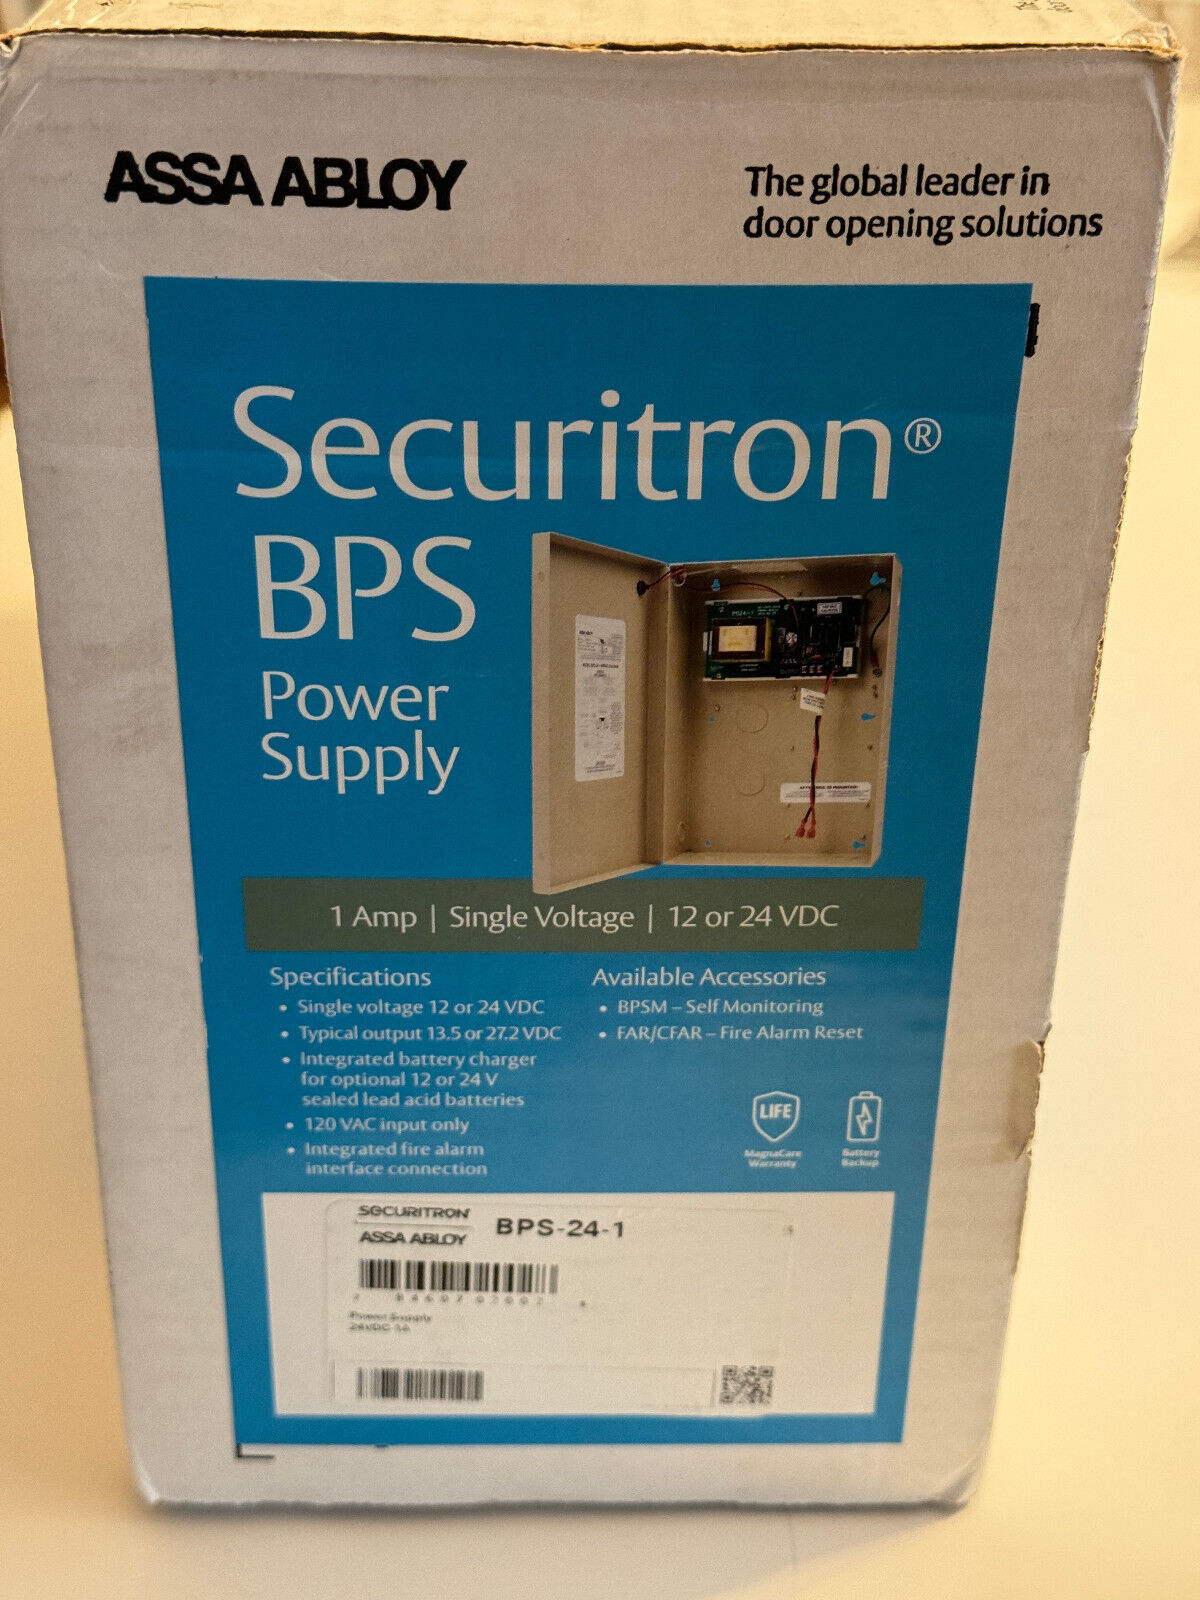 ASSA ABLOY
The global leader in
door opening solutions
Securitron®
BPS
Power
Supply
PS24-1
1 Amp | Single Voltage | 12 or 24 VDC
Specifications
• Single voltage 12 or 24 VDC
• Typical output 13.5 or 27.2 VDC
• Integrated battery charger
for optional 12 or 24 V
sealed lead acid batteries
• 120 VAC input only
• Integrated fire alarm
interface connection
Available Accessories
• BPSM – Self Monitoring
• FAR/CFAR – Fire Alarm Reset
LIFE
MagnaCare
Warranty
Battery
Backup
SECURITRON
ASSA ABLOY
BPS-24-1
Power Supply
24VDC 1A